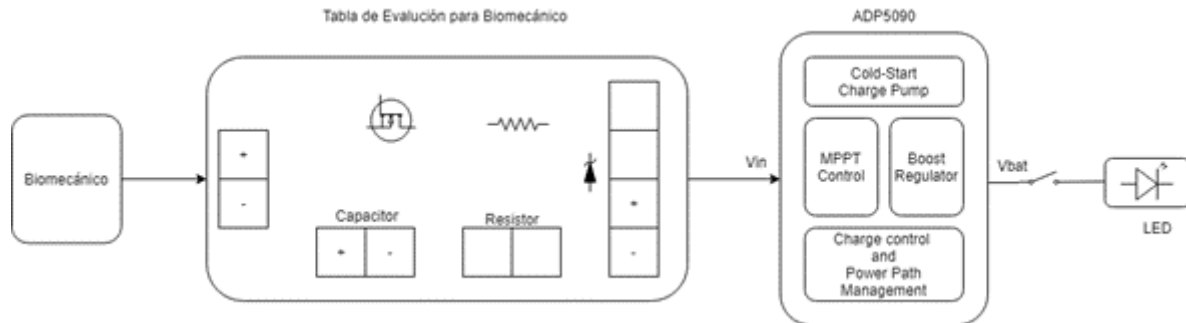 Tabla de Evalución para Biomecánico
ADP5090
Biomecánico
+
-
Capacitor
+ -
Resistor
+
-
Vin
Cold-Start
Charge Pump
MPPT
Control
Boost
Regulator
Charge control
and
Power Path
Management
Vbat
LED